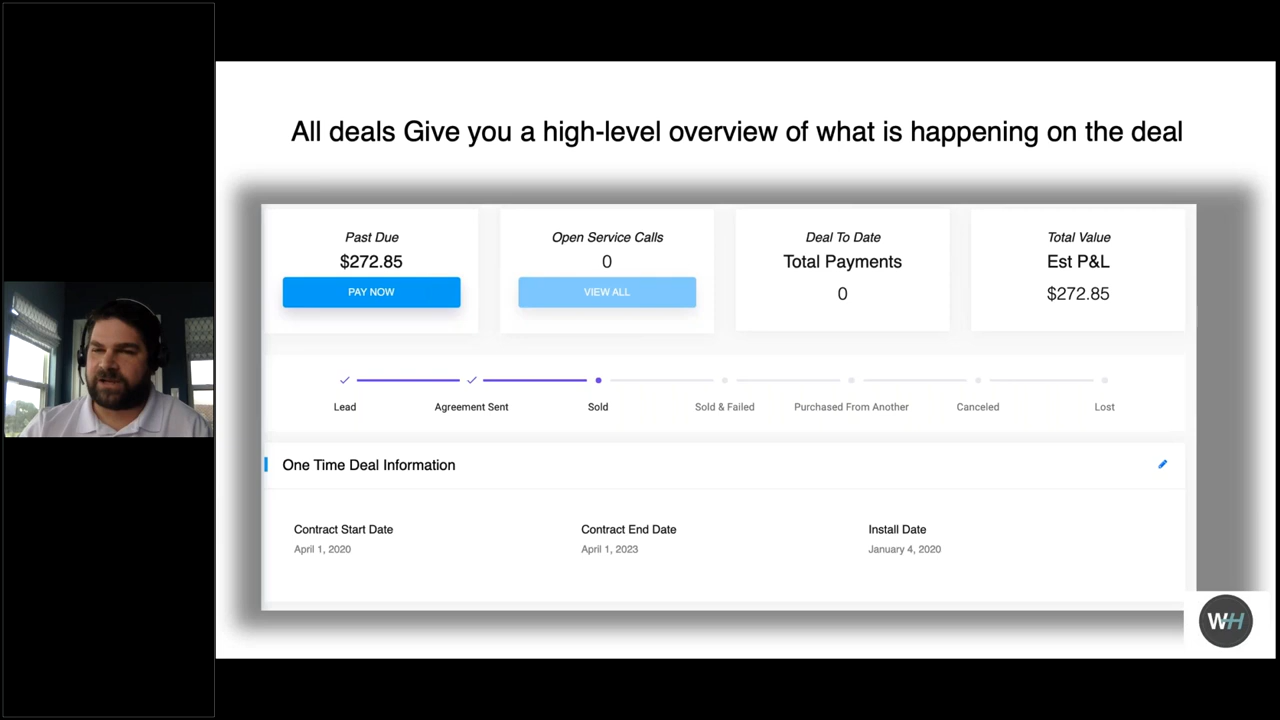 All deals Give you a high-level overview of what is happening on the deal
Past Due
$272.85
PAY NOW
Open Service Calls
0
VIEW ALL
Deal To Date
Total Payments
0
Total Value
Est P&L
$272.85
Lead
Agreement Sent
Sold
Sold & Failed
Purchased From Another
Canceled
Lost
One Time Deal Information
Contract Start Date
April 1, 2020
Contract End Date
April 1, 2023
Install Date
January 4, 2020
WH